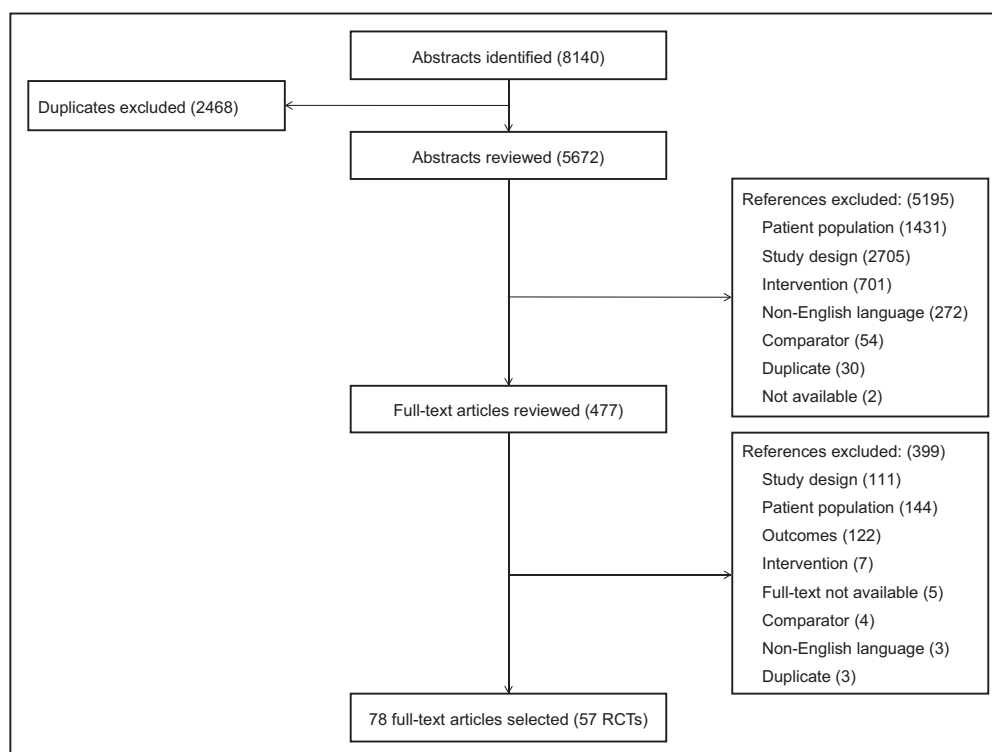 Abstracts identified (8140)
Duplicates excluded (2468)
Abstracts reviewed (5672)
References excluded: (5195)
Patient population (1431)
Study design (2705)
Intervention (701)
Non-English language (272)
Comparator (54)
Duplicate (30)
Not available (2)
Full-text articles reviewed (477)
References excluded: (399)
Study design (111)
Patient population (144)
Outcomes (122)
Intervention (7)
Full-text not available (5)
Comparator (4)
Non-English language (3)
Duplicate (3)
78 full-text articles selected (57 RCTs)